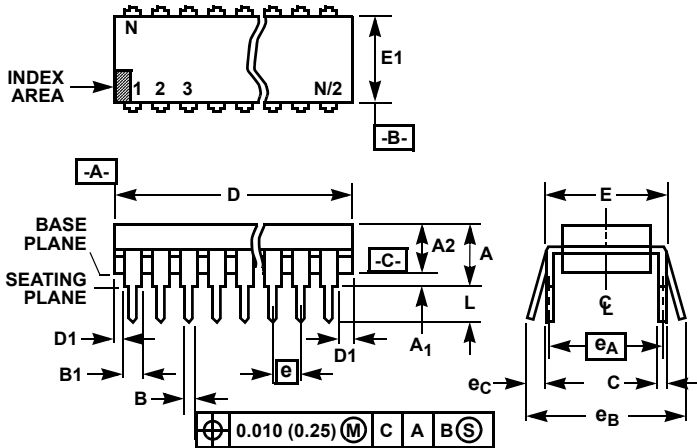 N
INDEX
AREA
1 2 3 N/2
E1
-B-
-A-
D
E
BASE
PLANE
A2
A
-C-
SEATING
PLANE
L
C
L
D1
B1
A1
D1
e
eA
B
eC
C
eB
0.010 (0.25) M C A B S